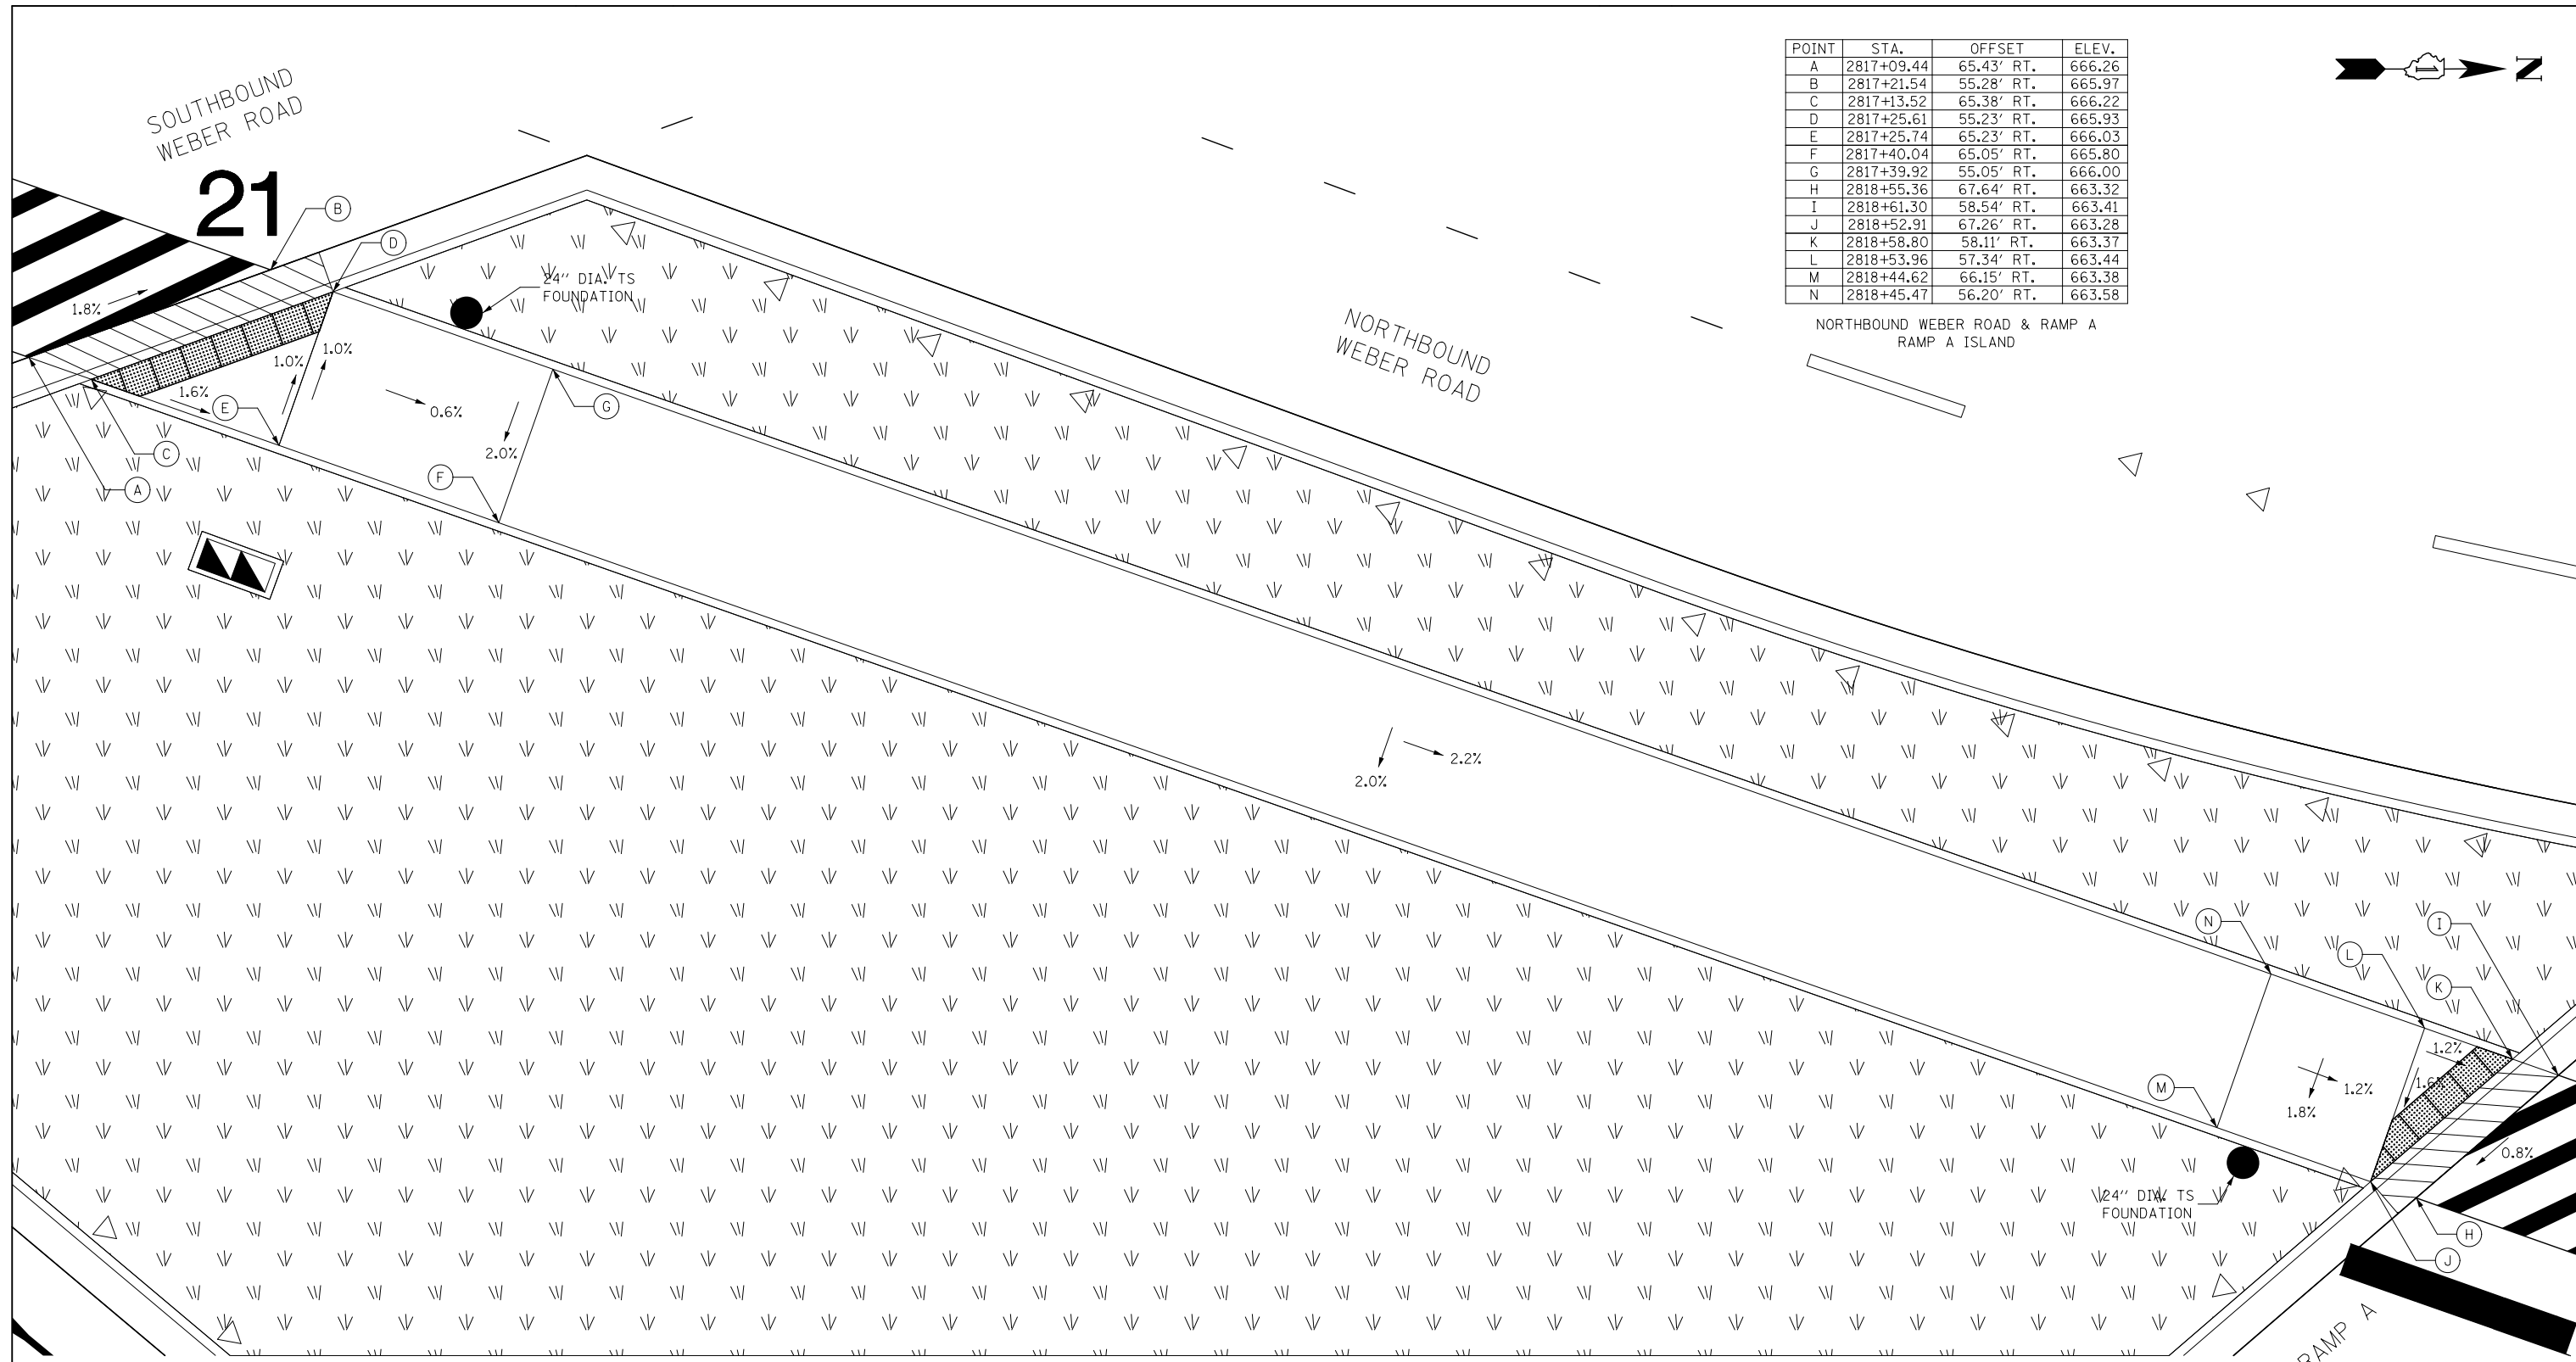 SOUTHBOUND
WEBER ROAD
21
POINT STA. OFFSET ELEV.
A 2817+09.44 65.43' RT. 666.26
B 2817+21.54 55.28' RT. 665.97
C 2817+13.52 65.38' RT. 666.22
D 2817+25.61 55.23' RT. 665.93
E 2817+25.74 65.23' RT. 666.03
F 2817+40.04 65.05' RT. 665.80
G 2817+39.92 55.05' RT. 666.00
H 2818+55.36 67.64' RT. 663.32
I 2818+61.30 58.54' RT. 663.41
J 2818+52.91 67.26' RT. 663.28
K 2818+58.80 58.11' RT. 663.37
L 2818+53.96 57.34' RT. 663.44
M 2818+44.62 66.15' RT. 663.38
N 2818+45.47 56.20' RT. 663.58
NORTHBOUND WEBER ROAD & RAMP A
RAMP A ISLAND
N
B
D
24'' DIA. TS
FOUNDATION
1.8%
1.0%
1.0%
1.6%
E
0.6%
G
C
2.0%
F
A
NORTHBOUND
WEBER ROAD
2.2%
2.0%
N
I
L
K
1.2%
1.6%
M
1.2%
1.8%
0.8%
24'' DIA. TS
FOUNDATION
H
J
RAMP A